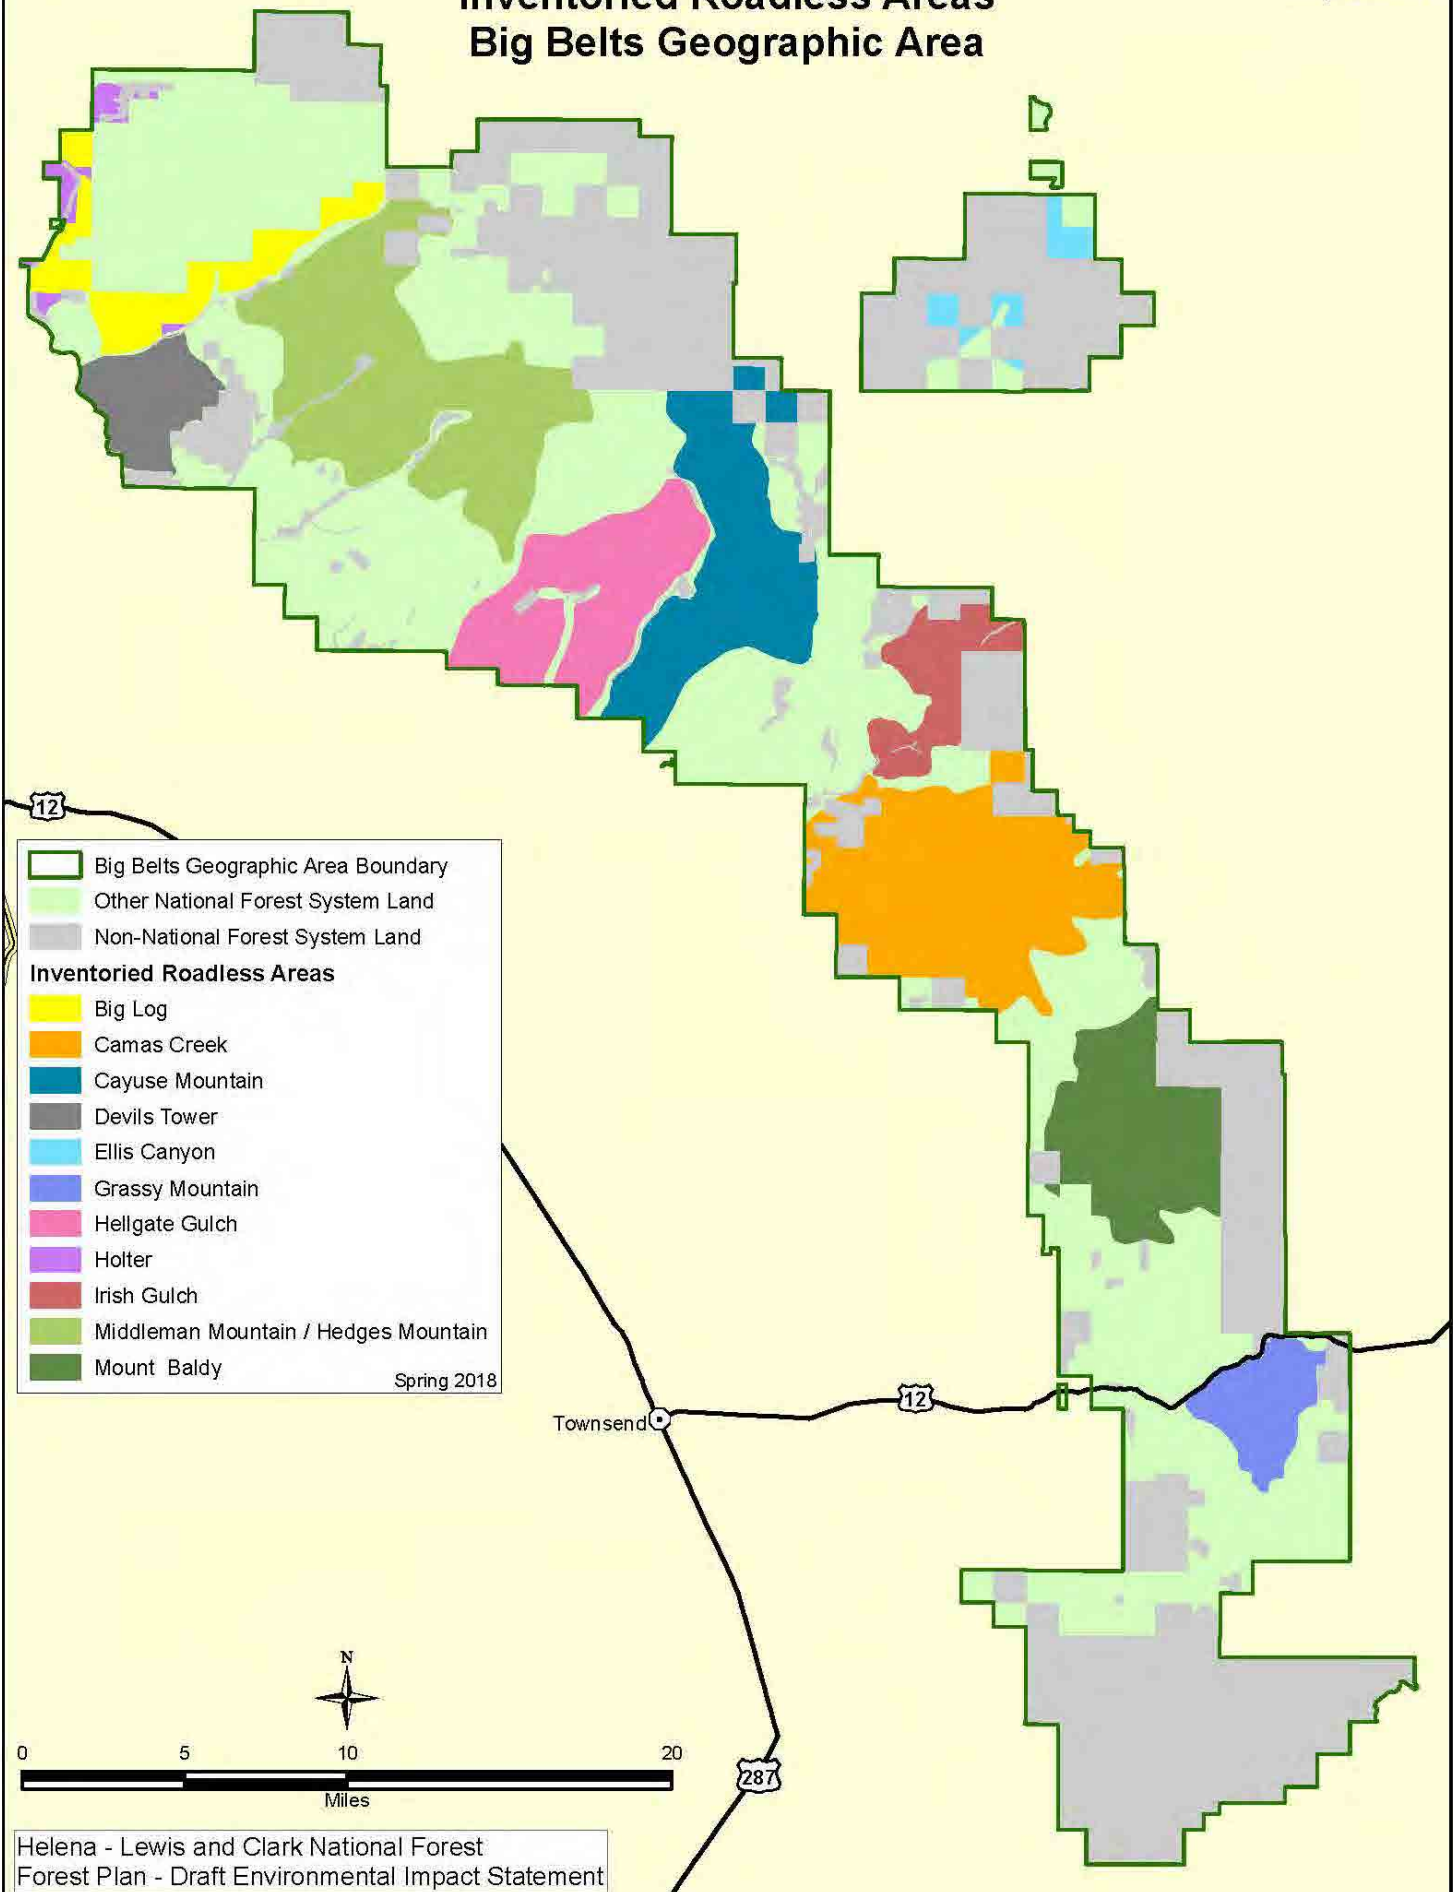 Inventoried Roadless Areas
Big Belts Geographic Area
12
Big Belts Geographic Area Boundary
Other National Forest System Land
Non-National Forest System Land
Inventoried Roadless Areas
Big Log
Camas Creek
Cayuse Mountain
Devils Tower
Ellis Canyon
Grassy Mountain
Hellgate Gulch
Holter
Irish Gulch
Middleman Mountain / Hedges Mountain
Mount Baldy
Spring 2018
Townsend
12
N
0 5 10 20
Miles
287
Helena - Lewis and Clark National Forest
Forest Plan - Draft Environmental Impact Statement